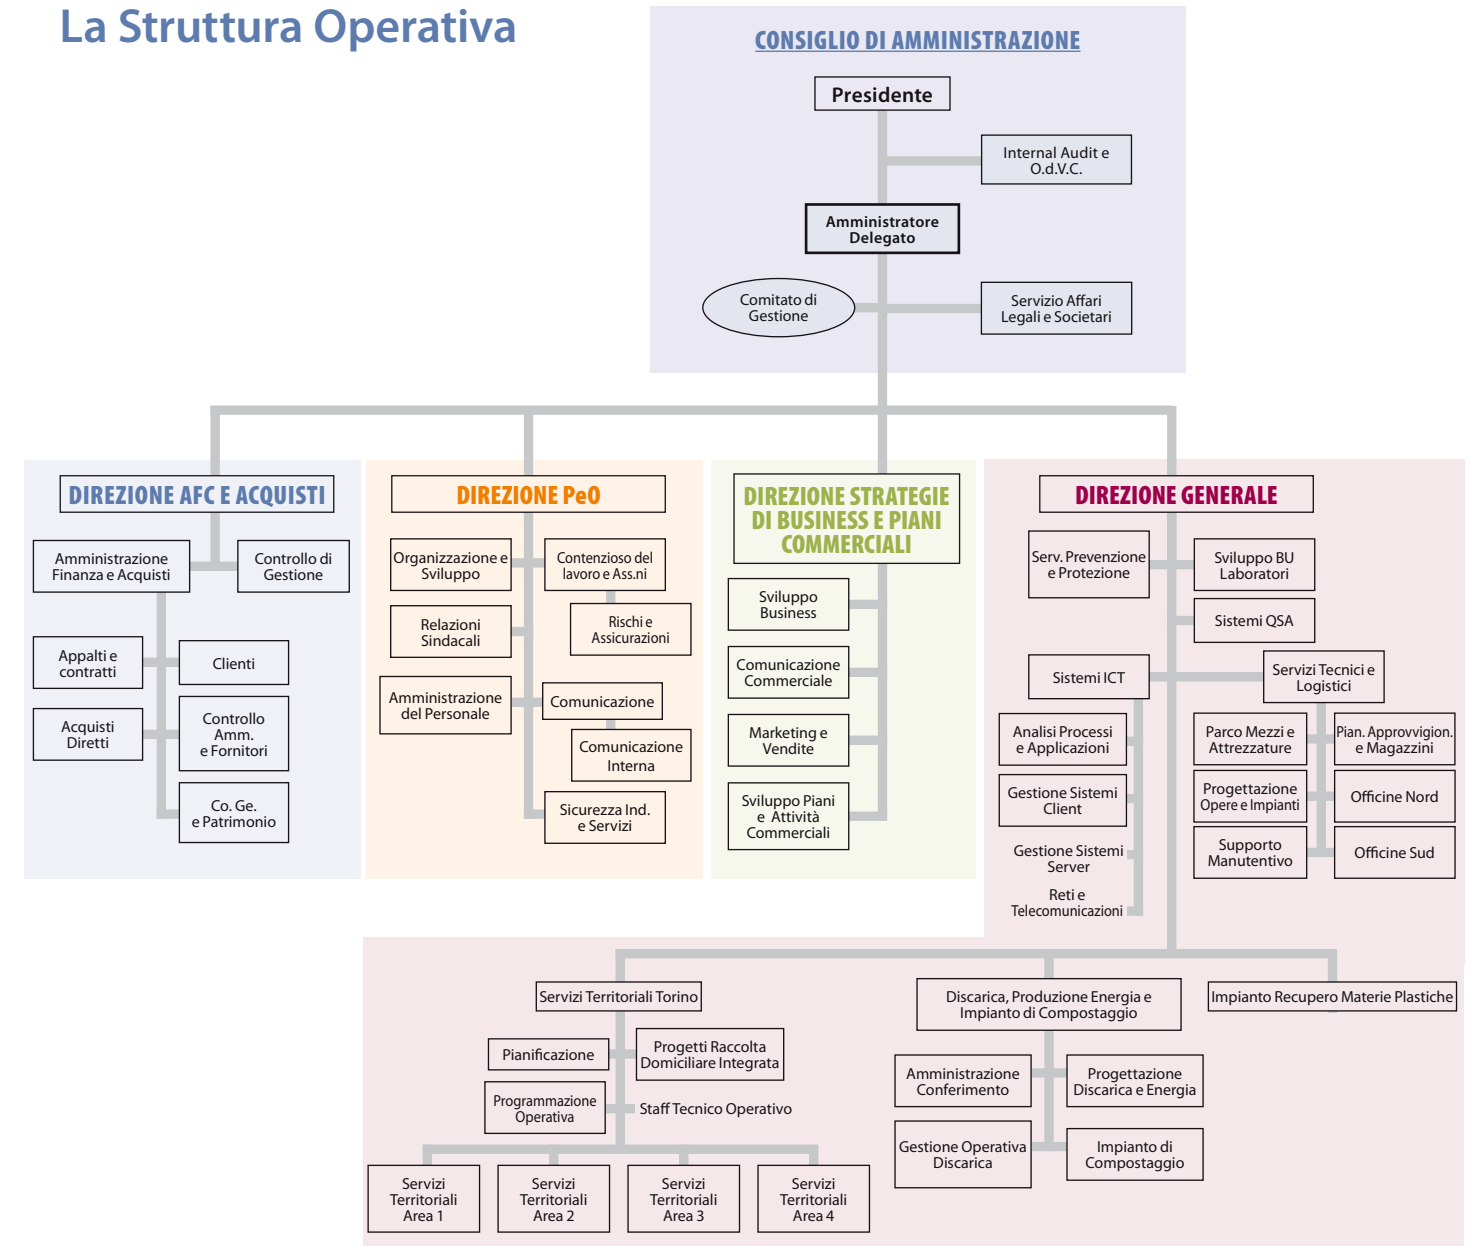 La Struttura Operativa
CONSIGLIO DI AMMINISTRAZIONE
Presidente
Internal Audit e
O.d.V.C.
Amministratore
Delegato
Comitato di
Gestione
Servizio Affari
Legali e Societari
DIREZIONE AFC E ACQUISTI
Amministrazione
Finanza e Acquisti
Controllo di
Gestione
Appalti e
contratti
Clienti
Acquisti
Diretti
Controllo
Amm.
e Fornitori
Co. Ge.
e Patrimonio
DIREZIONE PeO
Organizzazione e
Sviluppo
Contenzioso del
lavoro e Ass.ni
Relazioni
Sindacali
Rischi e
Assicurazioni
Amministrazione
del Personale
Comunicazione
Comunicazione
Interna
Sicurezza Ind.
e Servizi
DIREZIONE STRATEGIE
DI BUSINESS E PIANI
COMMERCIALI
Sviluppo
Business
Comunicazione
Commerciale
Marketing e
Vendite
Sviluppo Piani
e Attività
Commerciali
DIREZIONE GENERALE
Serv. Prevenzione
e Protezione
Sviluppo BU
Laboratori
Sistemi QSA
Sistemi ICT
Servizi Tecnici e
Logistici
Analisi Processi
e Applicazioni
Gestione Sistemi
Client
Gestione Sistemi
Server
Reti e
Telecomunicazioni
Parco Mezzi e
Attrezzature
Pian. Approvvigion.
e Magazzini
Progettazione
Opere e Impianti
Officine Nord
Supporto
Manutentivo
Officine Sud
Servizi Territoriali Torino
Pianificazione
Progetti Raccolta
Domiciliare Integrata
Programmazione
Operativa
Staff Tecnico Operativo
Servizi
Territoriali
Area 1
Servizi
Territoriali
Area 2
Servizi
Territoriali
Area 3
Servizi
Territoriali
Area 4
Discarica, Produzione Energia e
Impianto di Compostaggio
Amministrazione
Conferimento
Progettazione
Discarica e Energia
Gestione Operativa
Discarica
Impianto di
Compostaggio
Impianto Recupero Materie Plastiche